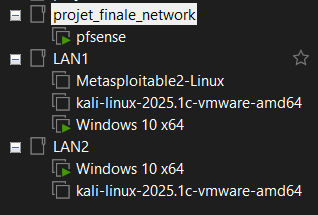 projet_finale_network
pfsense
LAN1
Metasploitable2-Linux
kali-linux-2025.1c-vmware-amd64
Windows 10 x64
LAN2
Windows 10 x64
kali-linux-2025.1c-vmware-amd64